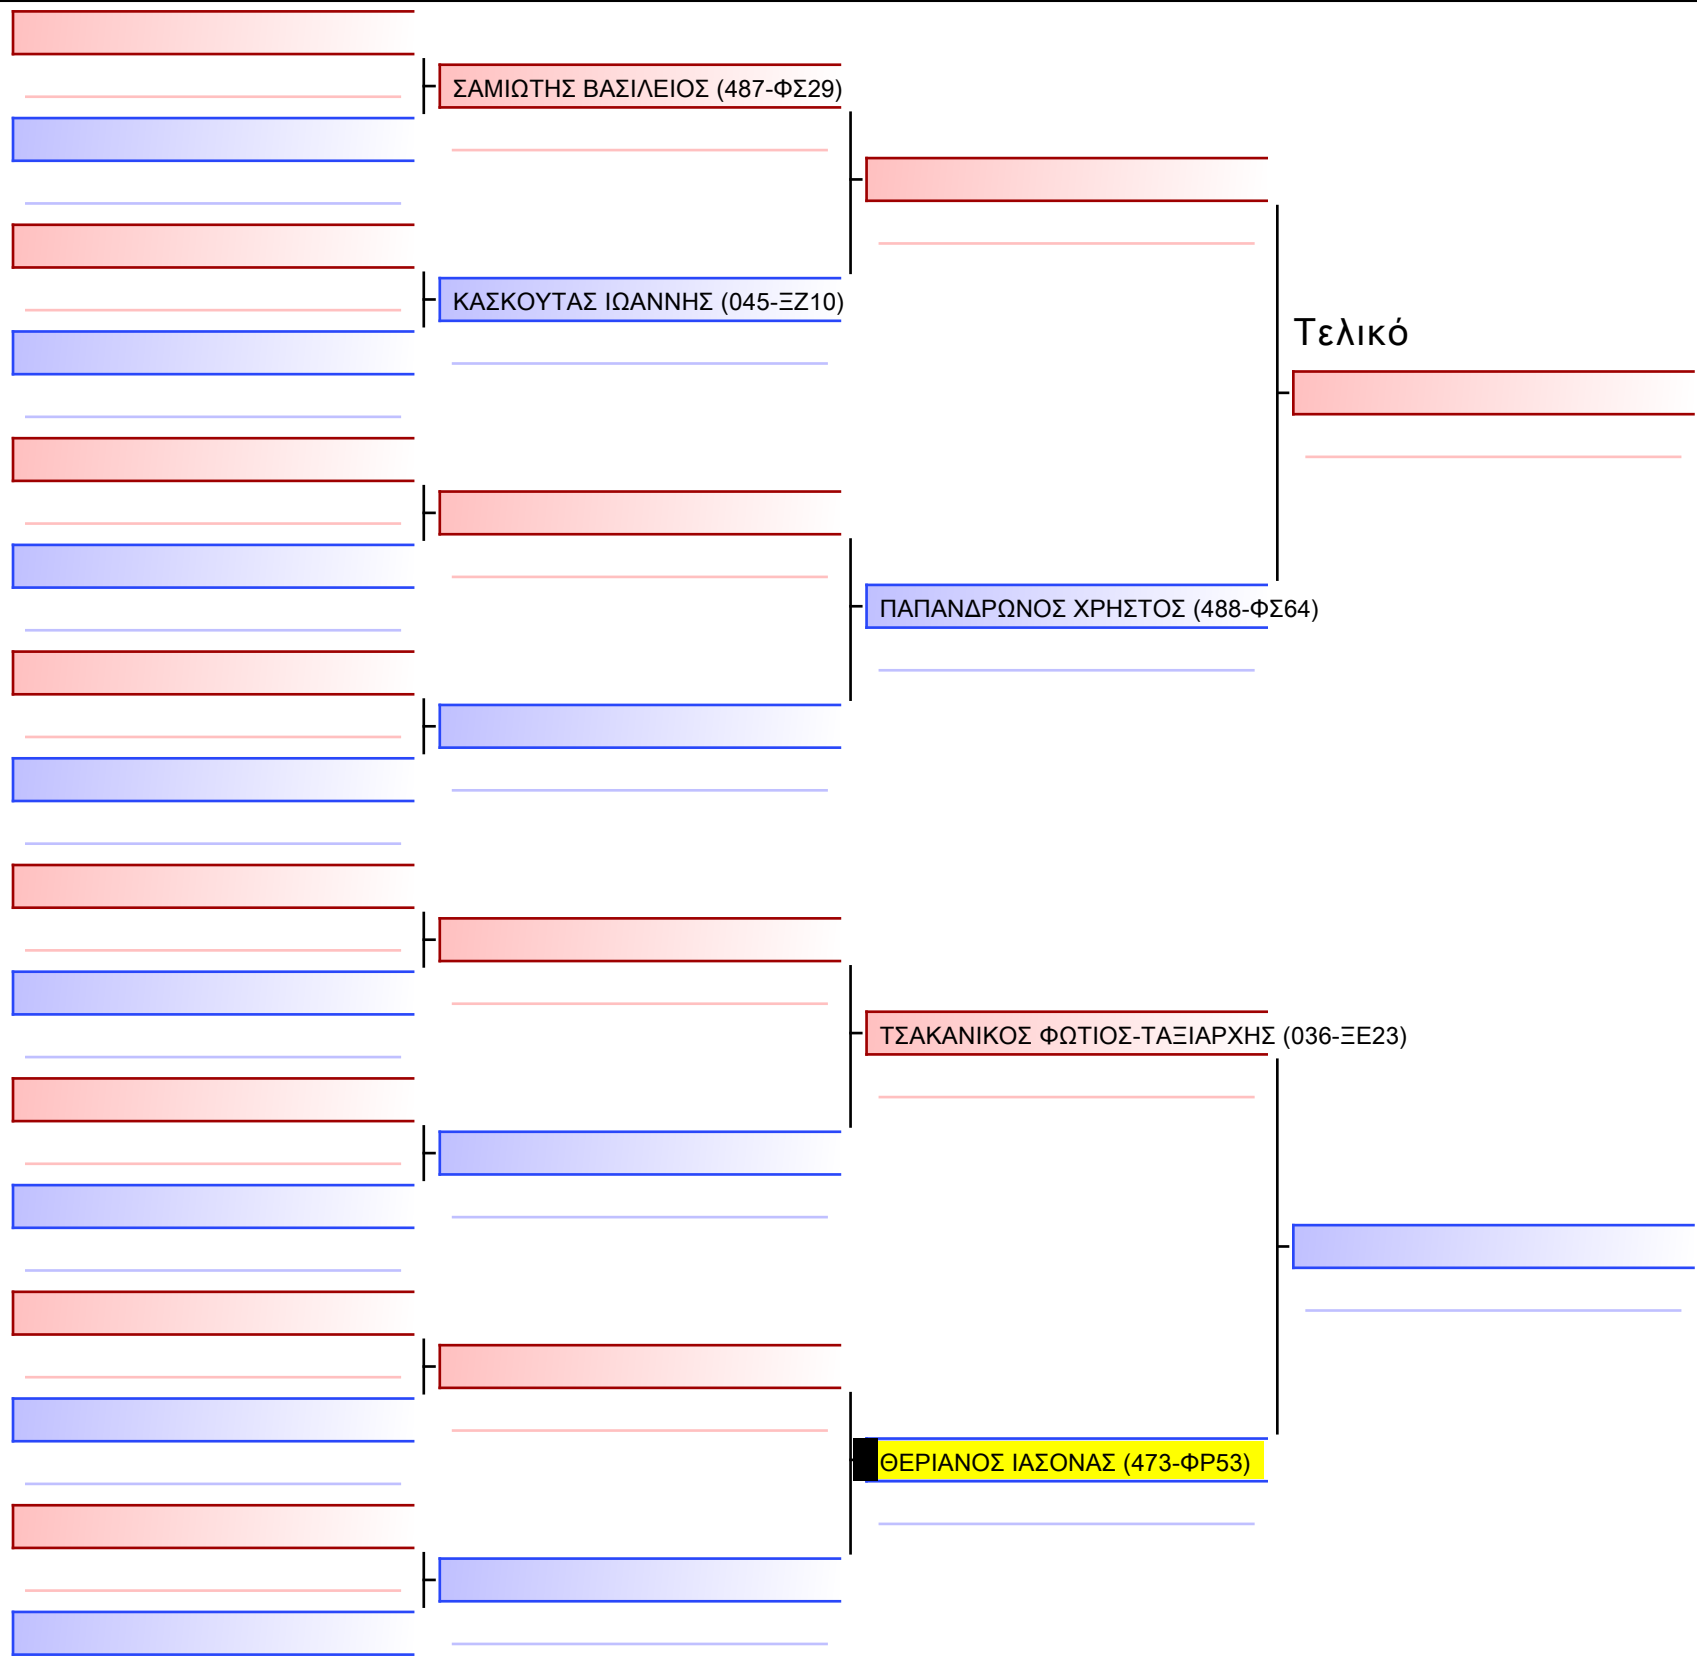 ΣΑΜΙΩΤΗΣ ΒΑΣΙΛΕΙΟΣ (487-ΦΣ29)
ΚΑΣΚΟΥΤΑΣ ΙΩΑΝΝΗΣ (045-ΞΖ10)
Τελικό
ΠΑΠΑΝΔΡΩΝΟΣ ΧΡΗΣΤΟΣ (488-ΦΣ64)
ΤΣΑΚΑΝΙΚΟΣ ΦΩΤΙΟΣ-ΤΑΞΙΑΡΧΗΣ (036-ΞΕ23)
ΘΕΡΙΑΝΟΣ ΙΑΣΟΝΑΣ (473-ΦΡ53)